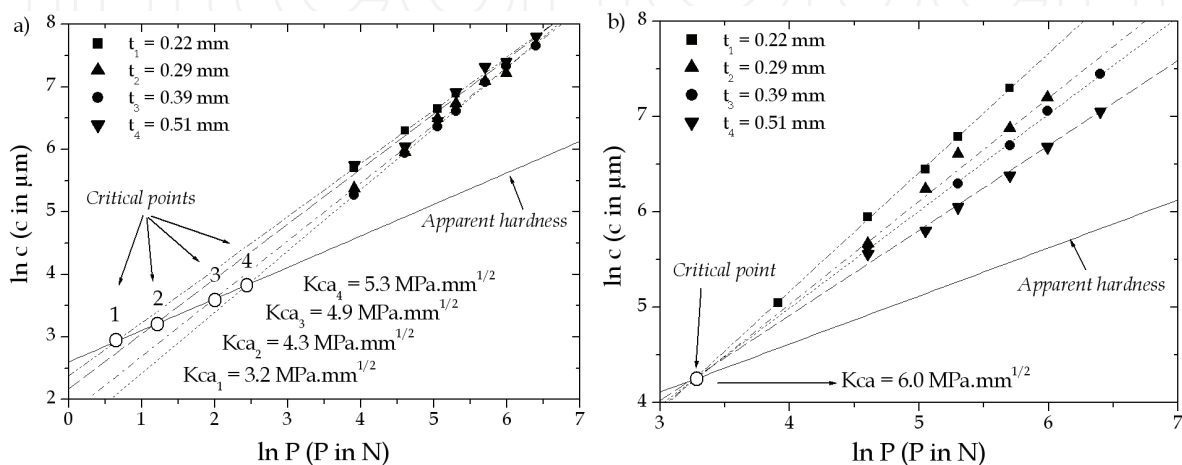 a)
t₁ = 0.22 mm
t₂ = 0.29 mm
t₃ = 0.39 mm
t₄ = 0.51 mm
Critical points
Apparent hardness
1
2
3
4
Kca₄ = 5.3 MPa.mm^1/2
Kca₃ = 4.9 MPa.mm^1/2
Kca₂ = 4.3 MPa.mm^1/2
Kca₁ = 3.2 MPa.mm^1/2
ln c (c in µm)
8
7
6
5
4
3
2
0 1 2 3 4 5 6 7
ln P (P in N)
b)
t₁ = 0.22 mm
t₂ = 0.29 mm
t₃ = 0.39 mm
t₄ = 0.51 mm
Critical point
Apparent hardness
Kca = 6.0 MPa.mm^1/2
ln c (c in µm)
8
7
6
5
4
3 4 5 6 7
ln P (P in N)